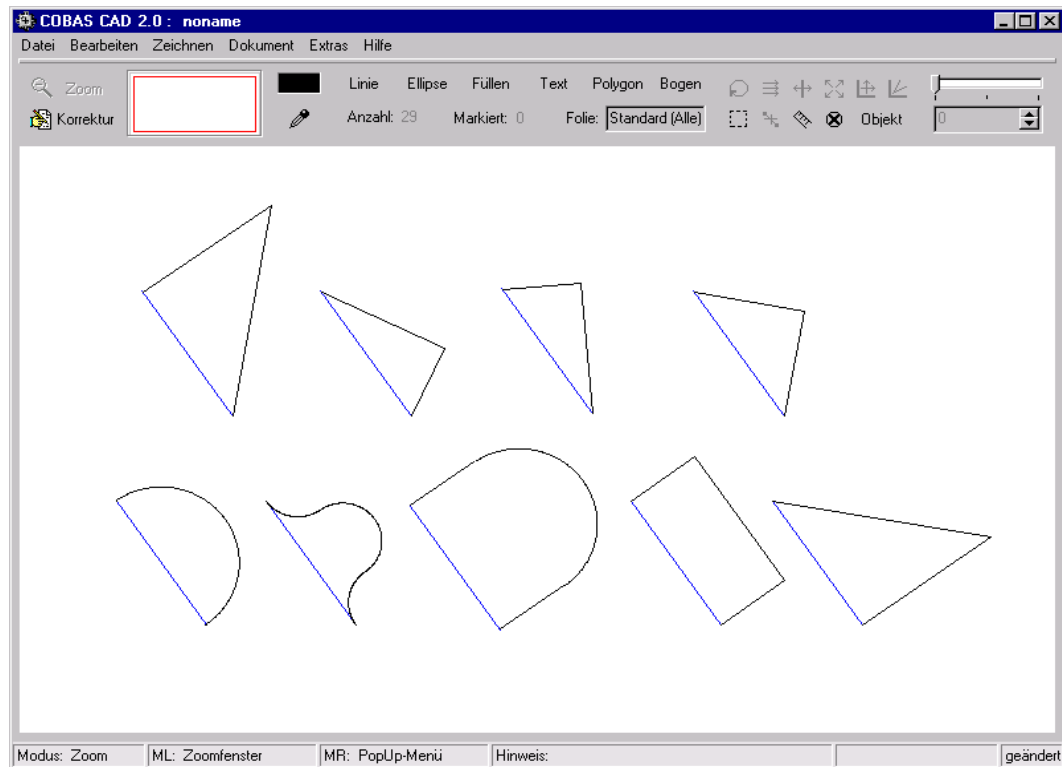 COBAS CAD 2.0 : noname
Datei Bearbeiten Zeichnen Dokument Extras Hilfe
Zoom Linie Ellipse Füllen Text Polygon Bogen
Korrektur Anzahl: 29 Markiert: 0 Folie: Standard (Alle) Objekt 0
Modus: Zoom ML: Zoomfenster MR: PopUp-Menü Hinweis: geändert